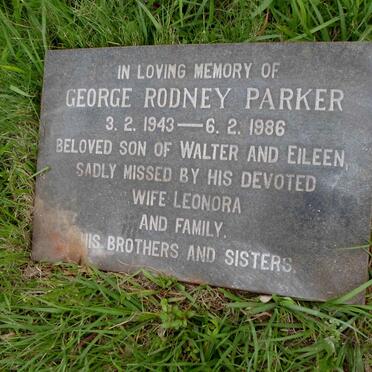 IN LOVING MEMORY OF
GEORGE RODNEY PARKER
3. 2. 1943 — 6. 2. 1986
BELOVED SON OF WALTER AND EILEEN,
SADLY MISSED BY HIS DEVOTED
WIFE LEONORA
AND FAMILY.
HIS BROTHERS AND SISTERS.